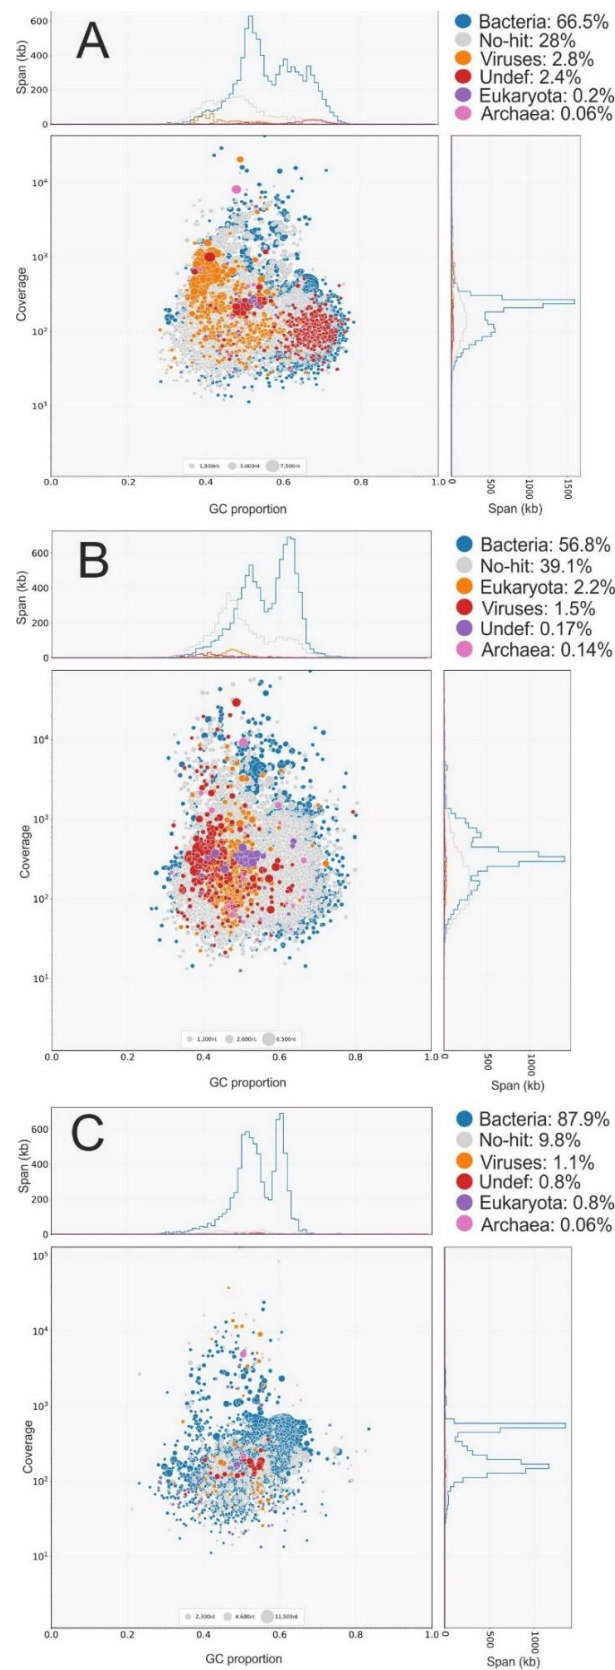 A
Span (kb)
600
400
200
0
Bacteria: 66.5%
No-hit: 28%
Viruses: 2.8%
Undef: 2.4%
Eukaryota: 0.2%
Archaea: 0.06%
Coverage
10⁴
10³
10²
10¹
1,500nt 3,000nt 7,500nt
0.0 0.2 0.4 0.6 0.8 1.0
GC proportion
0 500 1000 1500
Span (kb)
B
Span (kb)
600
400
200
0
Bacteria: 56.8%
No-hit: 39.1%
Eukaryota: 2.2%
Viruses: 1.5%
Undef: 0.17%
Archaea: 0.14%
Coverage
10⁴
10³
10²
10¹
1,300nt 2,600nt 6,500nt
0.0 0.2 0.4 0.6 0.8 1.0
GC proportion
0 500 1000
Span (kb)
C
Span (kb)
600
400
200
0
Bacteria: 87.9%
No-hit: 9.8%
Viruses: 1.1%
Undef: 0.8%
Eukaryota: 0.8%
Archaea: 0.06%
Coverage
10⁵
10⁴
10³
10²
10¹
2,300nt 4,600nt 11,500nt
0.0 0.2 0.4 0.6 0.8 1.0
GC proportion
0 500 1000
Span (kb)